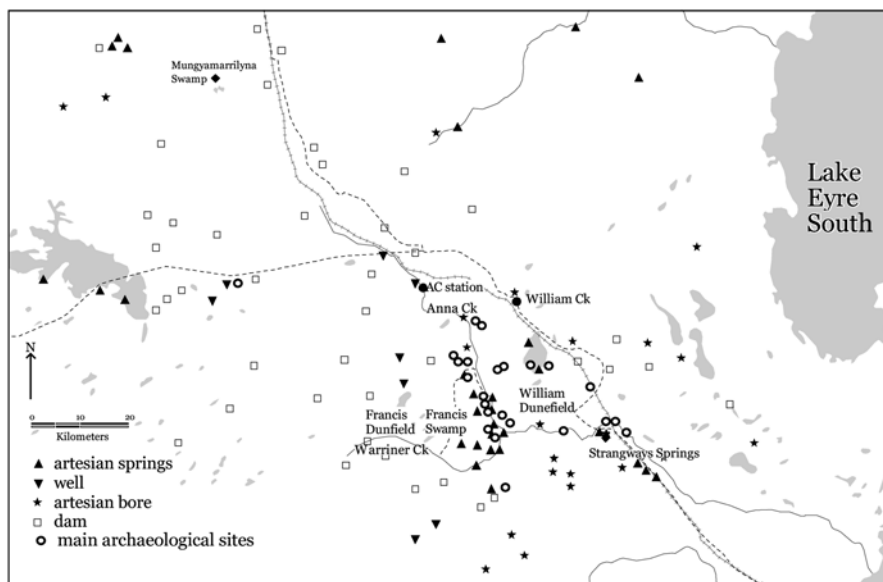 Mungyamarrilyna
Swamp
Lake
Eyre
South
AC station
William Ck
Anna Ck
N
William
Dunefield
Francis
Dunfield
Francis
Swamp
Warriner Ck
Strangways Springs
0 10 20
Kilometers
artesian springs
well
artesian bore
dam
main archaeological sites